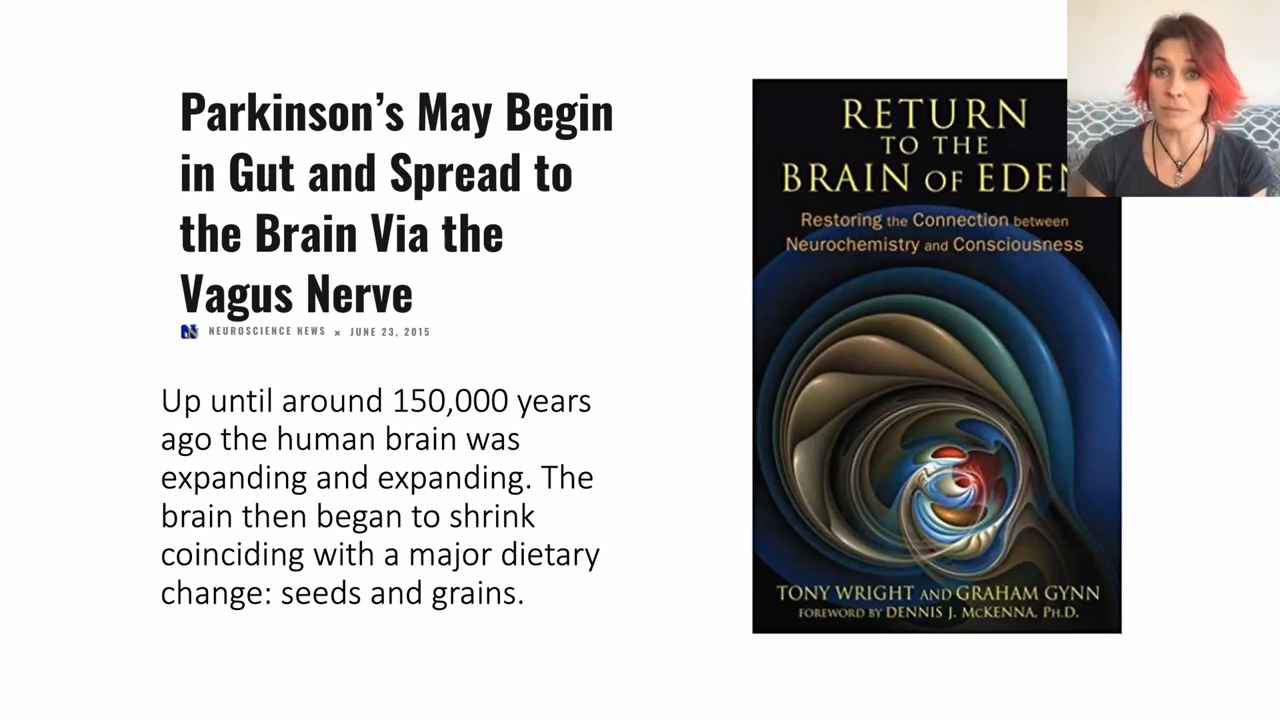 Parkinson's May Begin
in Gut and Spread to
the Brain Via the
Vagus Nerve
NEUROSCIENCE NEWS × JUNE 23, 2015
Up until around 150,000 years
ago the human brain was
expanding and expanding. The
brain then began to shrink
coinciding with a major dietary
change: seeds and grains.
RETURN
TO THE
BRAIN OF EDEN
Restoring the Connection between
Neurochemistry and Consciousness
TONY WRIGHT AND GRAHAM GYNN
FOREWORD BY DENNIS J. MCKENNA, PH.D.